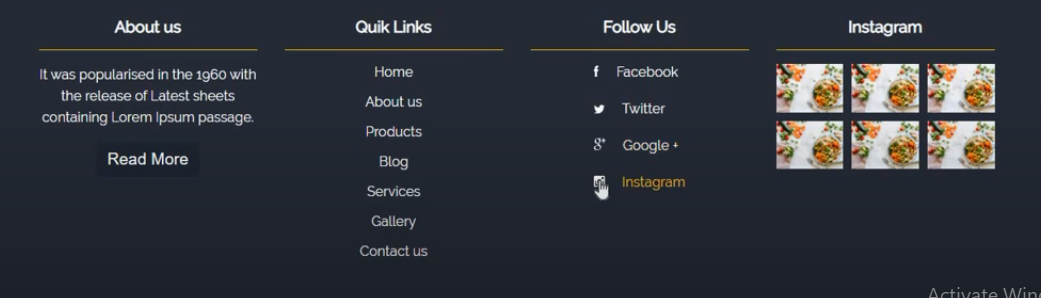 About us
It was popularised in the 1960 with
the release of Latest sheets
containing Lorem Ipsum passage.
Read More
Quik Links
Home
About us
Products
Blog
Services
Gallery
Contact us
Follow Us
Facebook
Twitter
Google +
Instagram
Instagram
Activate Win